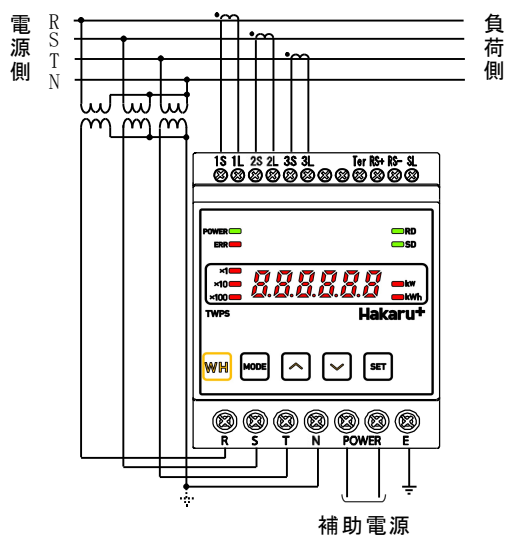 電源側
負荷側
R
S
T
N
1S 1L 2S 2L 3S 3L Ter RS+ RS- SL
POWER
RD
ERR
SD
×1
×10
kW
×100
kWh
8.8.8.8.8.8
TWPS
Hakaru+
WH MODE SET
R S T N POWER E
補助電源